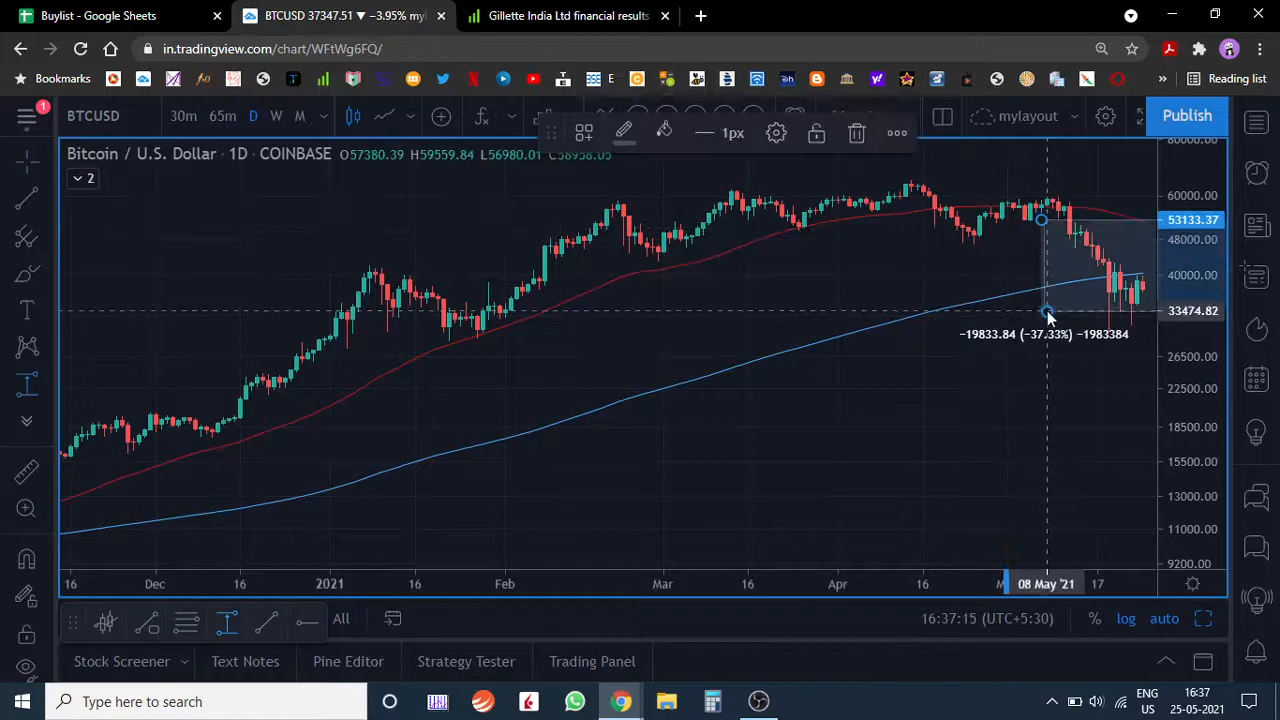 Buylist - Google Sheets
BTCUSD 37347.51 ▼ −3.95% myl
Gillette India Ltd financial results
in.tradingview.com/chart/WFtWg6FQ/
Bookmarks
Reading list
1
BTCUSD
30m 65m D W M
1px
mylayout
Publish
Bitcoin / U.S. Dollar · 1D · COINBASE O57380.39 H59559.84 L56980.01 C58958.05
2
80000.00
60000.00
53133.37
48000.00
40000.00
33474.82
−19833.84 (−37.33%) −1983384
26500.00
22500.00
18500.00
15500.00
13000.00
11000.00
9200.00
16 Dec 16 2021 16 Feb Mar 16 Apr 16 08 May '21 17
All
16:37:15 (UTC+5:30)
% log auto
Stock Screener Text Notes Pine Editor Strategy Tester Trading Panel
Type here to search
ENG
US
16:37
25-05-2021